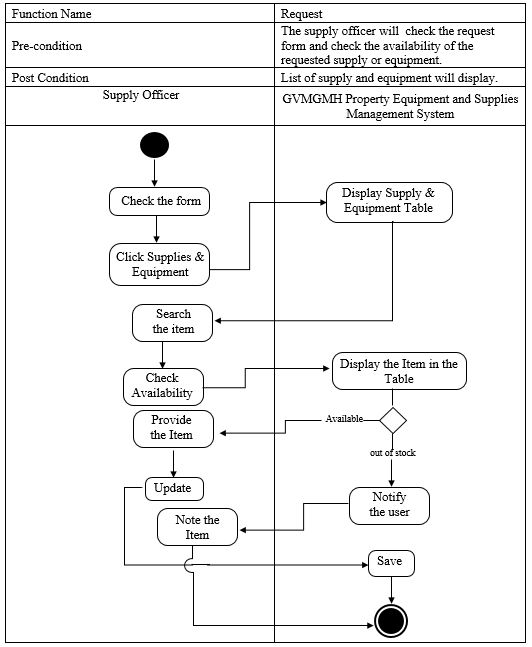 Function Name
Request
Pre-condition
The supply officer will check the request
form and check the availability of the
requested supply or equipment.
Post Condition
List of supply and equipment will display.
Supply Officer
GVMGMH Property Equipment and Supplies
Management System
Check the form
Display Supply &
Equipment Table
Click Supplies &
Equipment
Search
the item
Display the Item in the
Table
Check
Availability
Provide
the Item
Available
out of stock
Update
Notify
the user
Note the
Item
Save